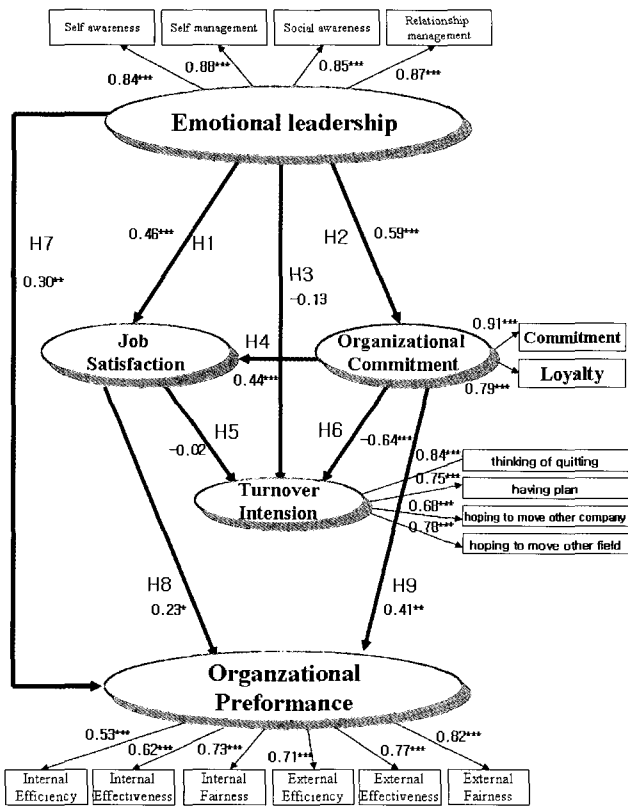 Self awareness
Self management
Social awareness
Relationship
management
0.84***
0.88***
0.85***
0.87***
Emotional leadership
H7
0.30**
0.46***
H1
H3
-0.13
H2
0.59***
Job
Satisfaction
H4
0.44***
Organizational
Commitment
0.91***
Commitment
0.79***
Loyalty
H5
-0.02
H6
-0.64***
Turnover
Intension
0.84***
thinking of quitting
0.75***
having plan
0.68***
hoping to move other company
0.78***
hoping to move other field
H8
0.23*
H9
0.41**
Organzational
Preformance
0.53***
0.62***
0.73***
0.71***
0.77***
0.82***
Internal
Efficiency
Internal
Effectiveness
Internal
Fairness
External
Efficiency
External
Effectiveness
External
Fairness